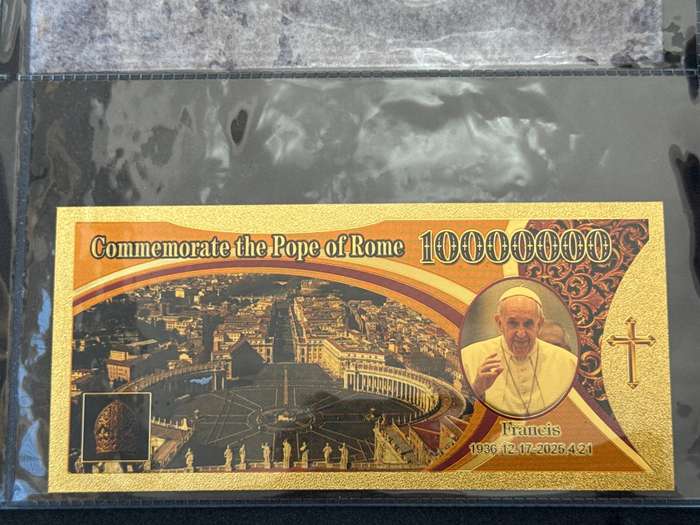 Commemorate the Pope of Rome 10000000
Francis
1936.12.17-2025.4.21